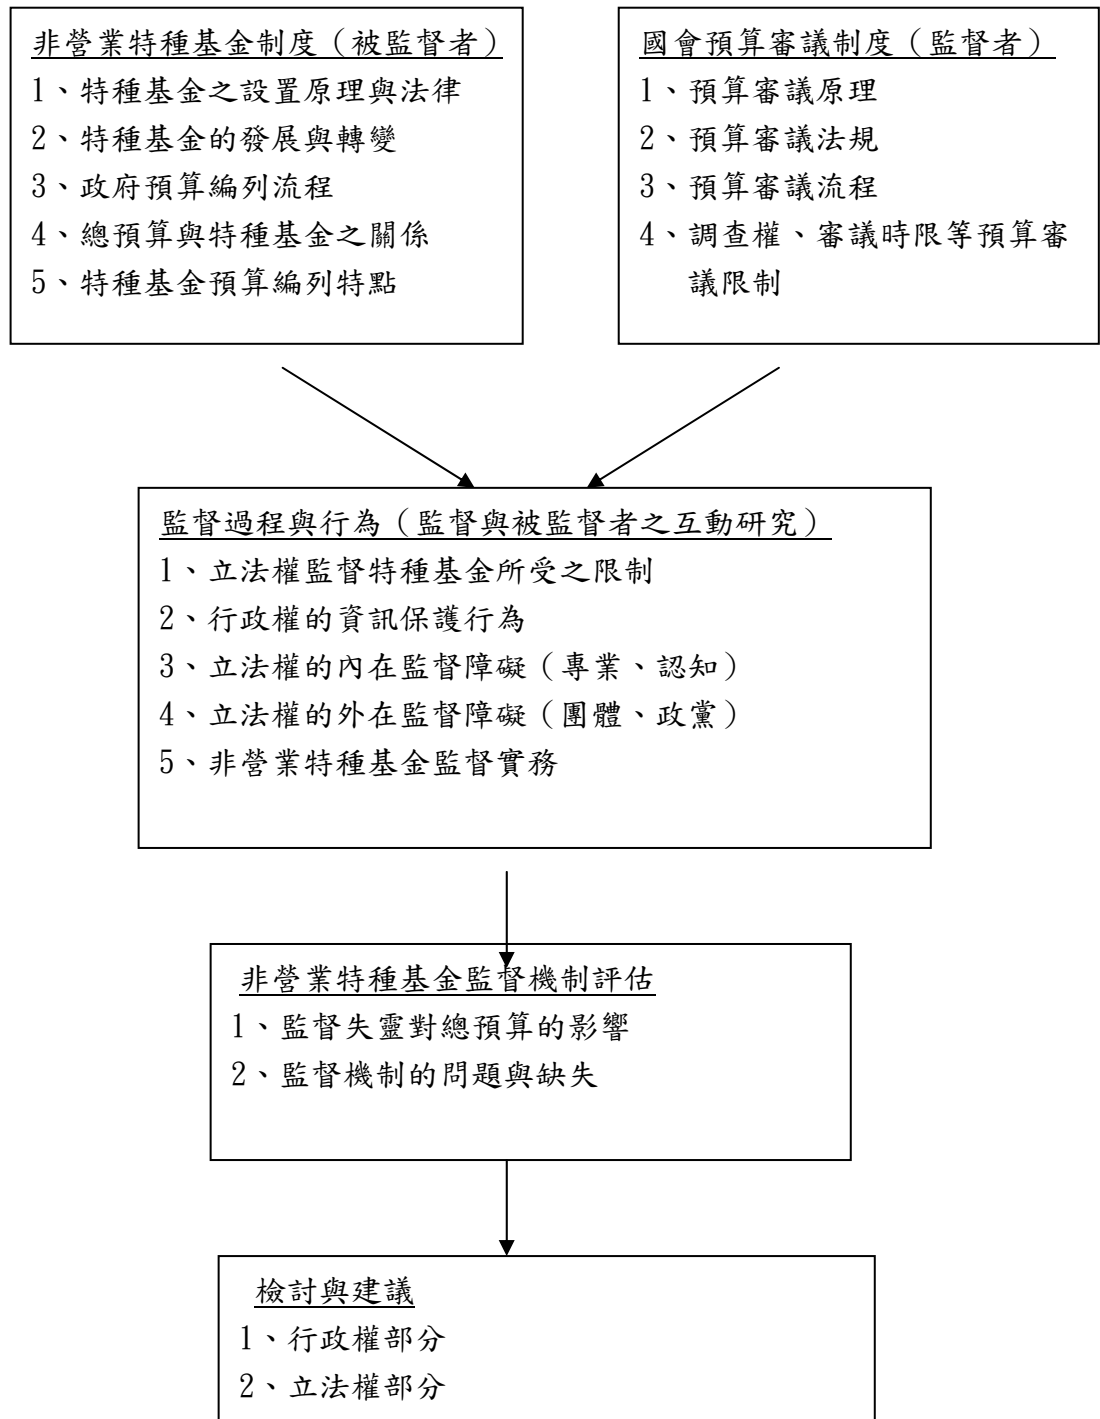 非營業特種基金制度（被監督者）
1、特種基金之設置原理與法律
2、特種基金的發展與轉變
3、政府預算編列流程
4、總預算與特種基金之關係
5、特種基金預算編列特點
國會預算審議制度（監督者）
1、預算審議原理
2、預算審議法規
3、預算審議流程
4、調查權、審議時限等預算審
議限制
監督過程與行為（監督與被監督者之互動研究）
1、立法權監督特種基金所受之限制
2、行政權的資訊保護行為
3、立法權的內在監督障礙（專業、認知）
4、立法權的外在監督障礙（團體、政黨）
5、非營業特種基金監督實務
非營業特種基金監督機制評估
1、監督失靈對總預算的影響
2、監督機制的問題與缺失
檢討與建議
1、行政權部分
2、立法權部分